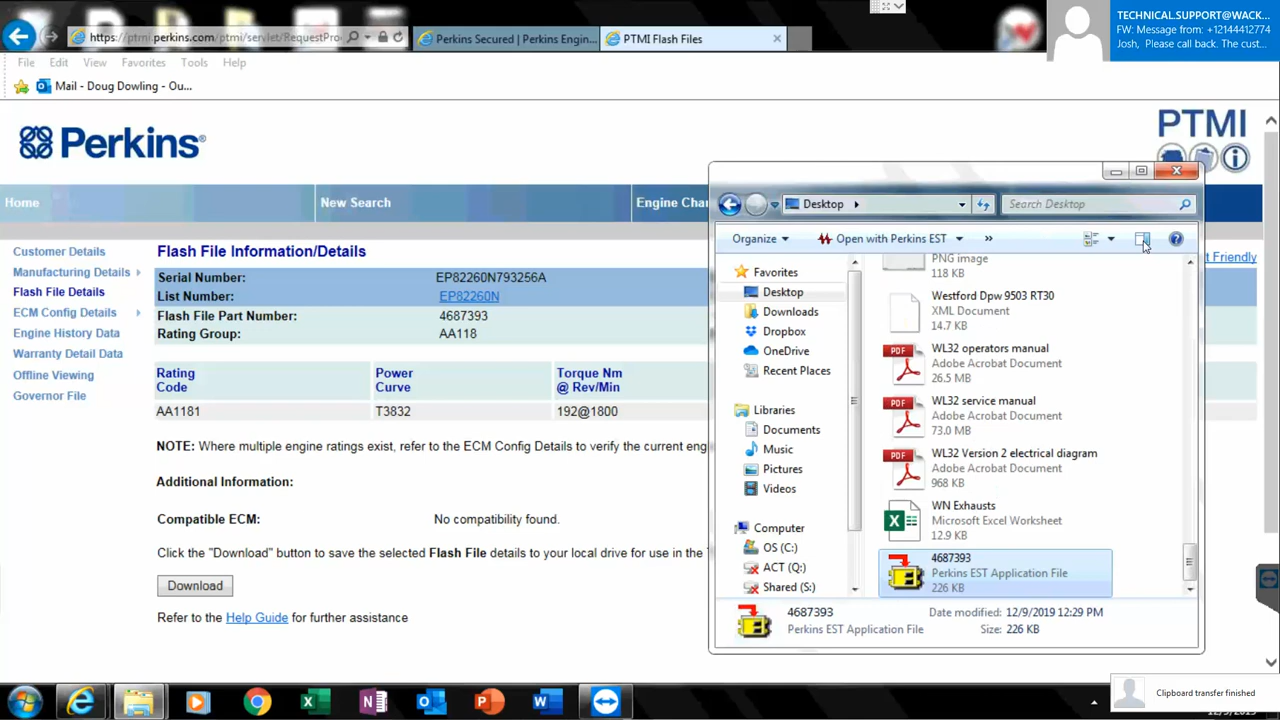 TECHNICAL.SUPPORT@WACK...
FW: Message from: +12144412774
Josh,  Please call back. The cust...
https://ptmi.perkins.com/ptmi/servlet/RequestPro
Perkins Secured | Perkins Engin...
PTMI Flash Files
File Edit View Favorites Tools Help
Mail - Doug Dowling - Ou...
Perkins
PTMI
Home
New Search
Engine Char
t Friendly
Customer Details
Manufacturing Details
Flash File Details
ECM Config Details
Engine History Data
Warranty Detail Data
Offline Viewing
Governor File
Flash File Information/Details
Serial Number: EP82260N793256A
List Number: EP82260N
Flash File Part Number: 4687393
Rating Group: AA118
Rating Code
Power Curve
Torque Nm @ Rev/Min
AA1181 T3832 192@1800
NOTE: Where multiple engine ratings exist, refer to the ECM Config Details to verify the current eng
Additional Information:
Compatible ECM: No compatibility found.
Click the "Download" button to save the selected Flash File details to your local drive for use in the
Download
Refer to the Help Guide for further assistance
Desktop
Search Desktop
Organize
Open with Perkins EST
»
Favorites
Desktop
Downloads
Dropbox
OneDrive
Recent Places
Libraries
Documents
Music
Pictures
Videos
Computer
OS (C:)
ACT (Q:)
Shared (S:)
PNG image
118 KB
Westford Dpw 9503 RT30
XML Document
14.7 KB
WL32 operators manual
Adobe Acrobat Document
26.5 MB
WL32 service manual
Adobe Acrobat Document
73.0 MB
WL32 Version 2 electrical diagram
Adobe Acrobat Document
968 KB
WN Exhausts
Microsoft Excel Worksheet
12.9 KB
4687393
Perkins EST Application File
226 KB
4687393 Date modified: 12/9/2019 12:29 PM
Perkins EST Application File Size: 226 KB
Clipboard transfer finished